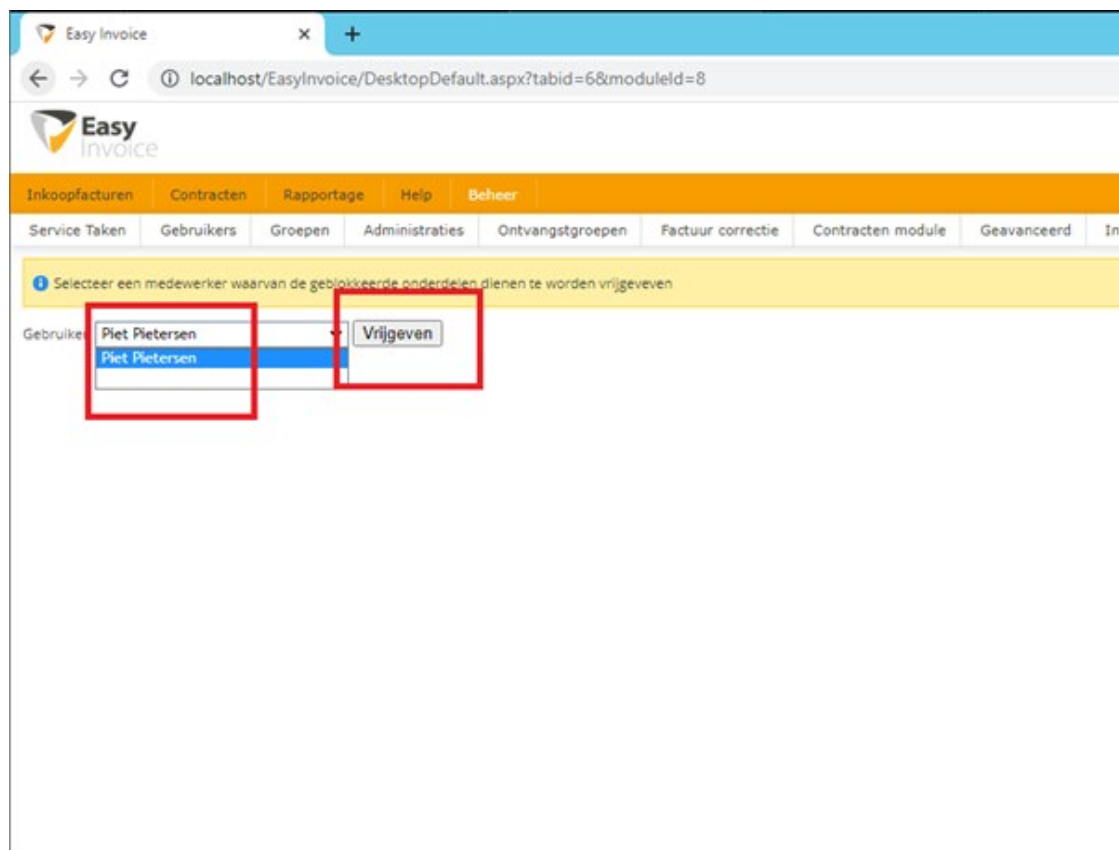 Easy Invoice
localhost/EasyInvoice/DesktopDefault.aspx?tabid=6&moduleId=8
Easy
Invoice
Inkoopfacturen Contracten Rapportage Help Beheer
Service Taken Gebruikers Groepen Administraties Ontvangstgroepen Factuur correctie Contracten module Geavanceerd In
Selecteer een medewerker waarvan de geblokkeerde onderdelen dienen te worden vrijgeveven
Gebruiker Piet Pietersen Vrijgeven
Piet Pietersen